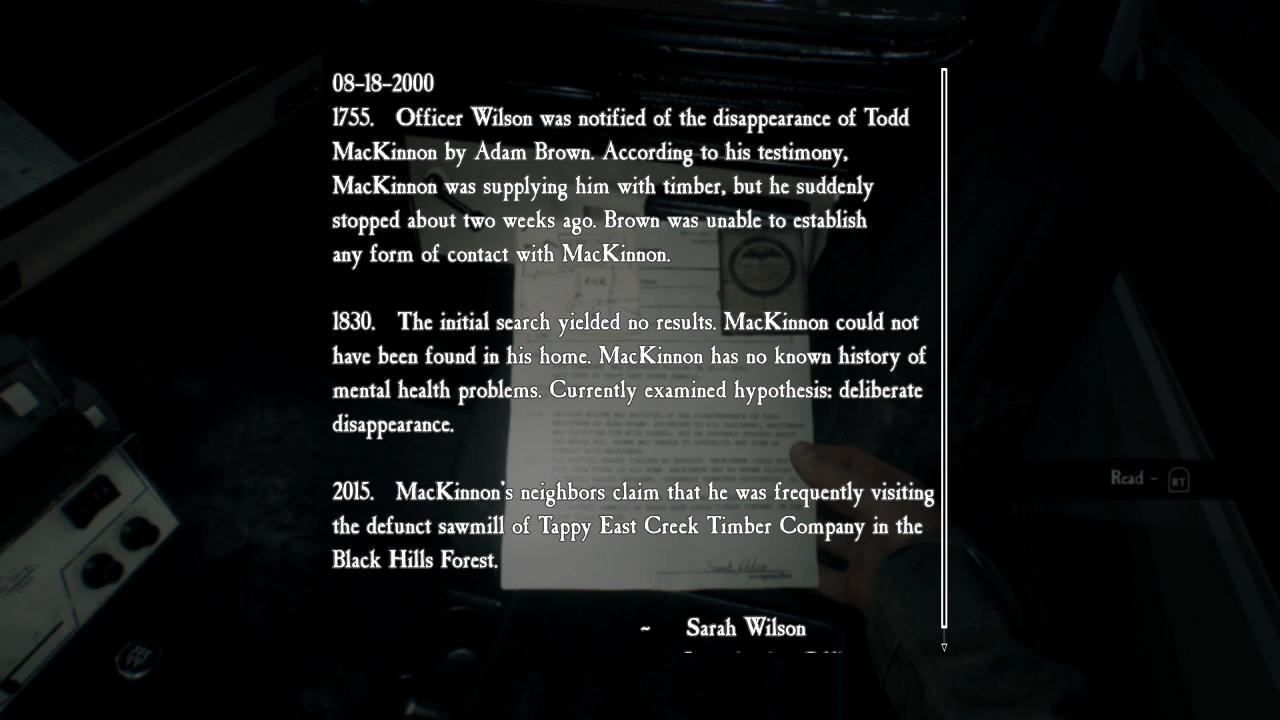 08-18-2000
1755. Officer Wilson was notified of the disappearance of Todd
MacKinnon by Adam Brown. According to his testimony,
MacKinnon was supplying him with timber, but he suddenly
stopped about two weeks ago. Brown was unable to establish
any form of contact with MacKinnon.
1830. The initial search yielded no results. MacKinnon could not
have been found in his home. MacKinnon has no known history of
mental health problems. Currently examined hypothesis: deliberate
disappearance.
2015. MacKinnon's neighbors claim that he was frequently visiting
the defunct sawmill of Tappy East Creek Timber Company in the
Black Hills Forest.
~ Sarah Wilson
Read - RT